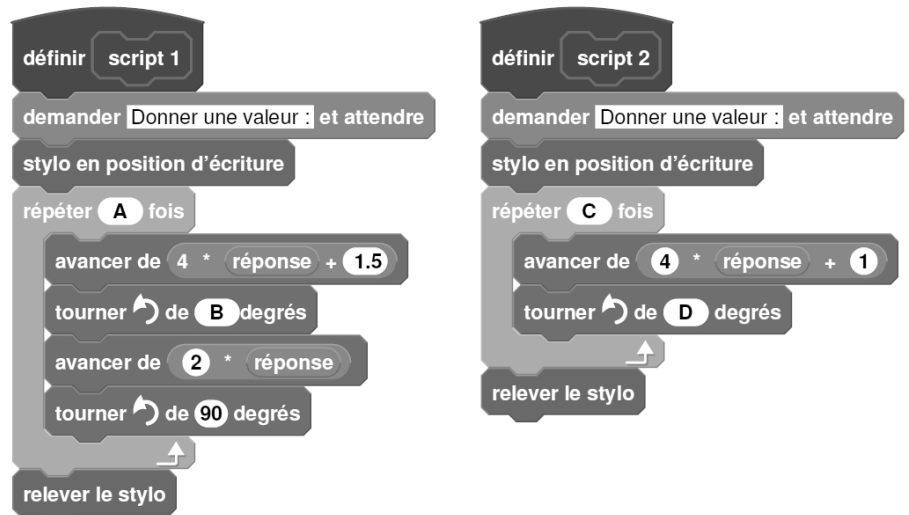 définir script 1
demander Donner une valeur : et attendre
stylo en position d'écriture
répéter A fois
avancer de 4 * réponse + 1.5
tourner de B degrés
avancer de 2 * réponse
tourner de 90 degrés
relever le stylo
définir script 2
demander Donner une valeur : et attendre
stylo en position d'écriture
répéter C fois
avancer de 4 * réponse + 1
tourner de D degrés
relever le stylo